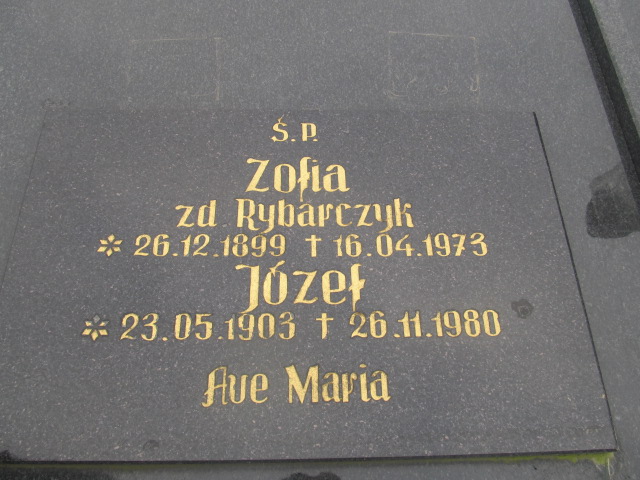 Ś.P.
Zofia
zd Rybarczyk
* 26.12.1899 † 16.04.1973
Józef
* 23.05.1903 † 26.11.1980
Ave Maria